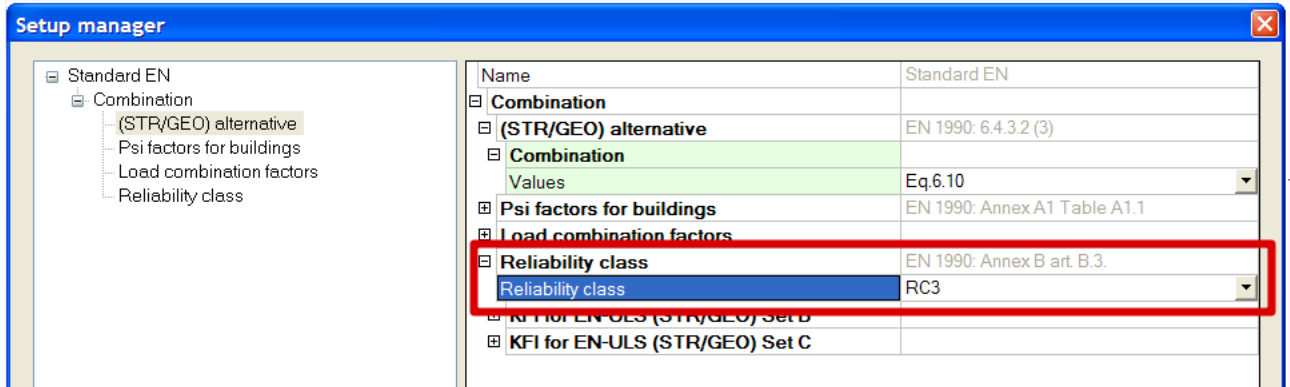 Setup manager
Standard EN
Combination
(STR/GEO) alternative
Psi factors for buildings
Load combination factors
Reliability class
Name Standard EN
Combination
(STR/GEO) alternative EN 1990: 6.4.3.2 (3)
Combination
Values Eq.6.10
Psi factors for buildings EN 1990: Annex A1 Table A1.1
Load combination factors
Reliability class EN 1990: Annex B art. B.3.
Reliability class RC3
KFI for EN-ULS (STR/GEO) Set B
KFI for EN-ULS (STR/GEO) Set C